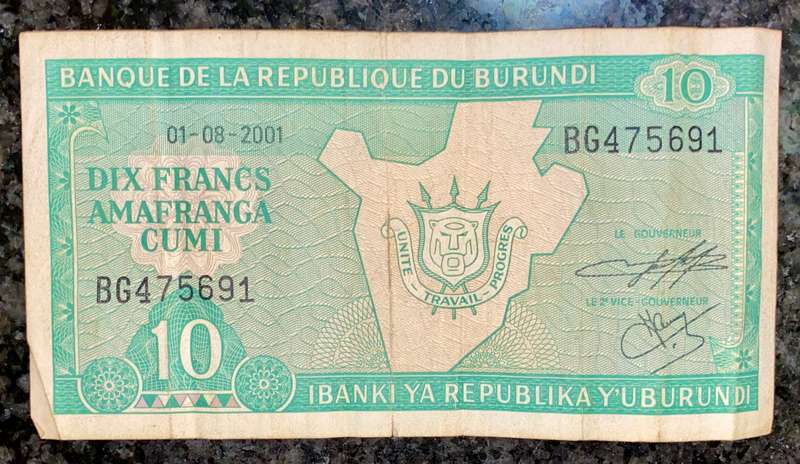 BANQUE DE LA REPUBLIQUE DU BURUNDI
10
01-08-2001
BG475691
DIX FRANCS
AMAFRANGA
CUMI
LE GOUVERNEUR
UNITE - TRAVAIL - PROGRES
BG475691
LE 2e VICE-GOUVERNEUR
10
IBANKI YA REPUBLIKA Y'UBURUNDI